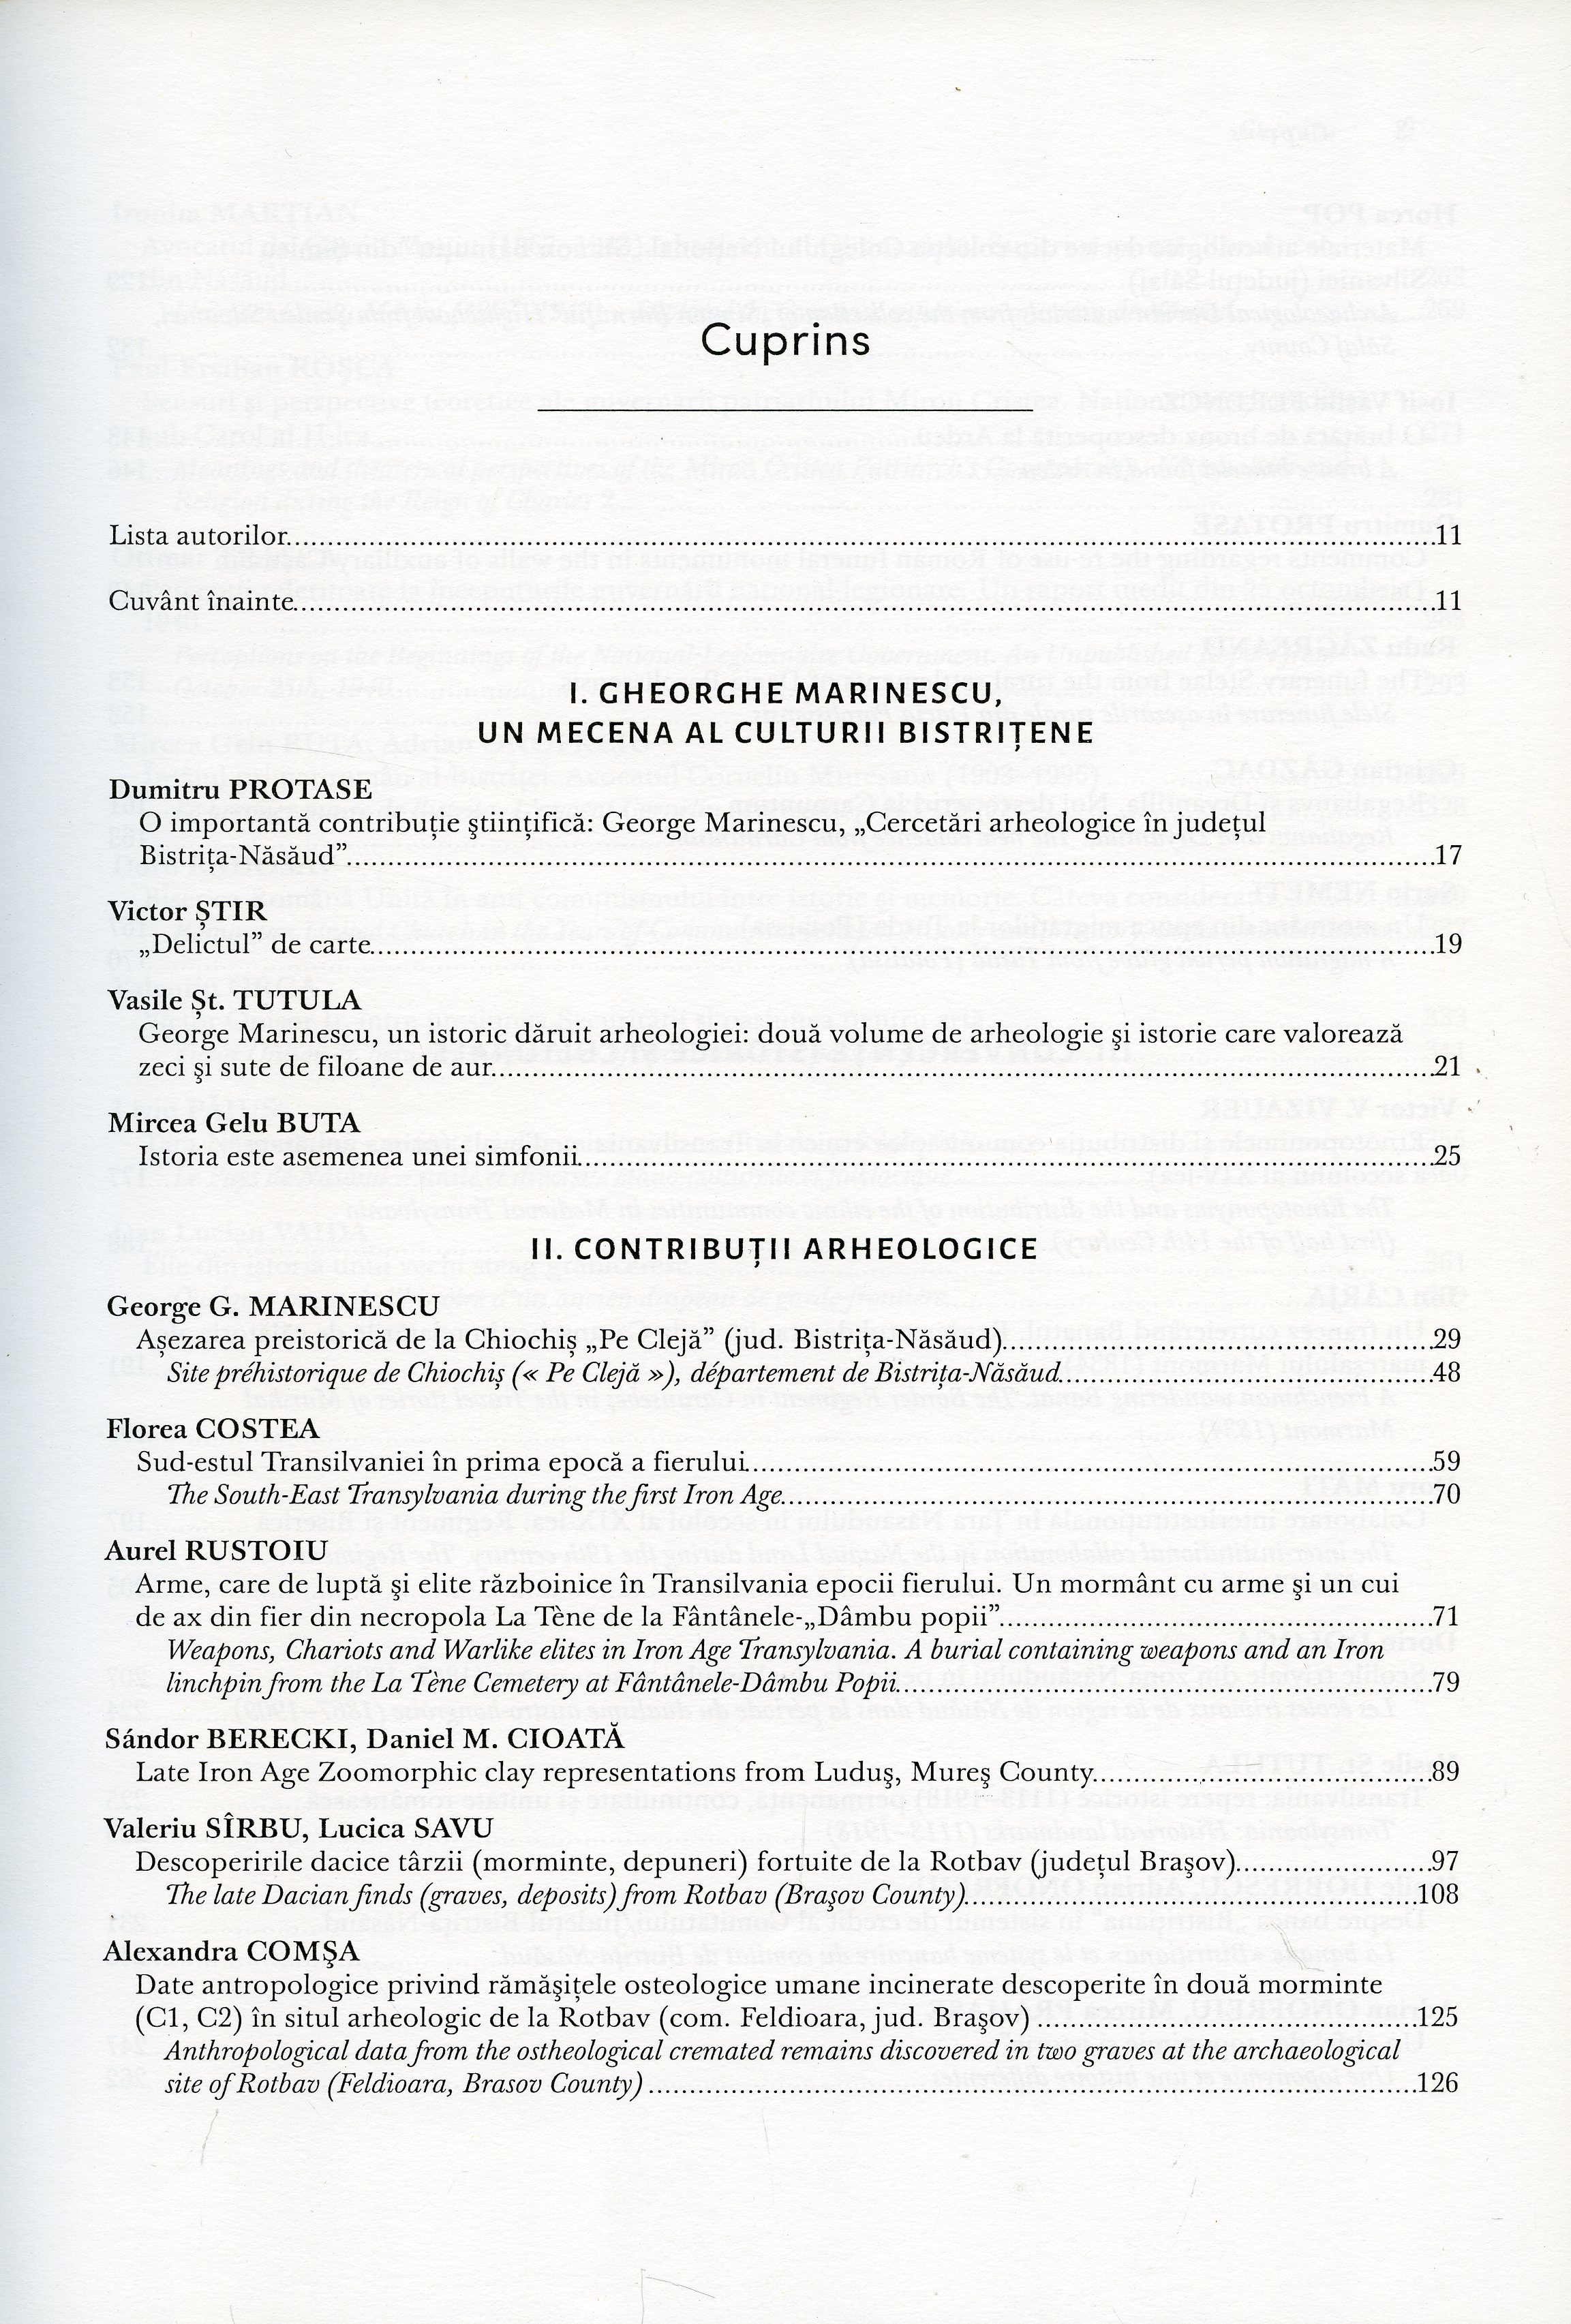 Cuprins
Lista autorilor....................11
Cuvânt înainte....................11
I. GHEORGHE MARINESCU,
UN MECENA AL CULTURII BISTRIȚENE
Dumitru PROTASE
O importantă contribuție ştiințifică: George Marinescu, „Cercetări arheologice în județul
Bistrița-Năsăud”....................17
Victor ȘTIR
„Delictul” de carte....................19
Vasile Șt. TUTULA
George Marinescu, un istoric dăruit arheologiei: două volume de arheologie şi istorie care valorează
zeci şi sute de filoane de aur....................21
Mircea Gelu BUTA
Istoria este asemenea unei simfonii....................25
II. CONTRIBUȚII ARHEOLOGICE
George G. MARINESCU
Așezarea preistorică de la Chiochiș „Pe Clejă” (jud. Bistrița-Năsăud)....................29
Site préhistorique de Chiochiș (« Pe Clejă »), département de Bistrița-Năsăud....................48
Florea COSTEA
Sud-estul Transilvaniei în prima epocă a fierului....................59
The South-East Transylvania during the first Iron Age....................70
Aurel RUSTOIU
Arme, care de luptă şi elite războinice în Transilvania epocii fierului. Un mormânt cu arme şi un cui
de ax din fier din necropola La Tène de la Fântânele-„Dâmbu popii”....................71
Weapons, Chariots and Warlike elites in Iron Age Transylvania. A burial containing weapons and an Iron
linchpin from the La Tène Cemetery at Fântânele-Dâmbu Popii....................79
Sándor BERECKI, Daniel M. CIOATĂ
Late Iron Age Zoomorphic clay representations from Luduş, Mureş County....................89
Valeriu SÎRBU, Lucica SAVU
Descoperirile dacice târzii (morminte, depuneri) fortuite de la Rotbav (județul Braşov)....................97
The late Dacian finds (graves, deposits) from Rotbav (Braşov County)....................108
Alexandra COMŞA
Date antropologice privind rămăşițele osteologice umane incinerate descoperite în două morminte
(C1, C2) în situl arheologic de la Rotbav (com. Feldioara, jud. Braşov) ....................125
Anthropological data from the ostheological cremated remains discovered in two graves at the archaeological
site of Rotbav (Feldioara, Brasov County) ....................126